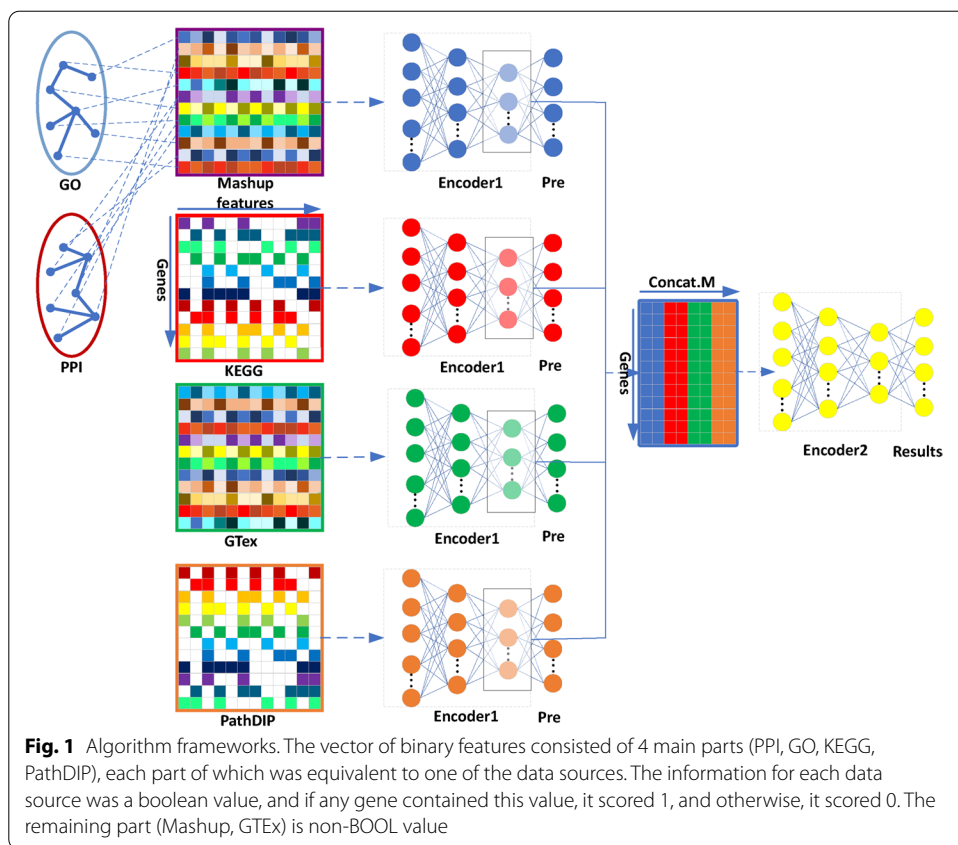 GO
PPI
Mashup
features
Genes
KEGG
GTex
PathDIP
Encoder1 Pre
Encoder1 Pre
Encoder1 Pre
Encoder1 Pre
Concat.M
Genes
Encoder2 Results
Fig. 1 Algorithm frameworks. The vector of binary features consisted of 4 main parts (PPI, GO, KEGG,
PathDIP), each part of which was equivalent to one of the data sources. The information for each data
source was a boolean value, and if any gene contained this value, it scored 1, and otherwise, it scored 0. The
remaining part (Mashup, GTEx) is non-BOOL value